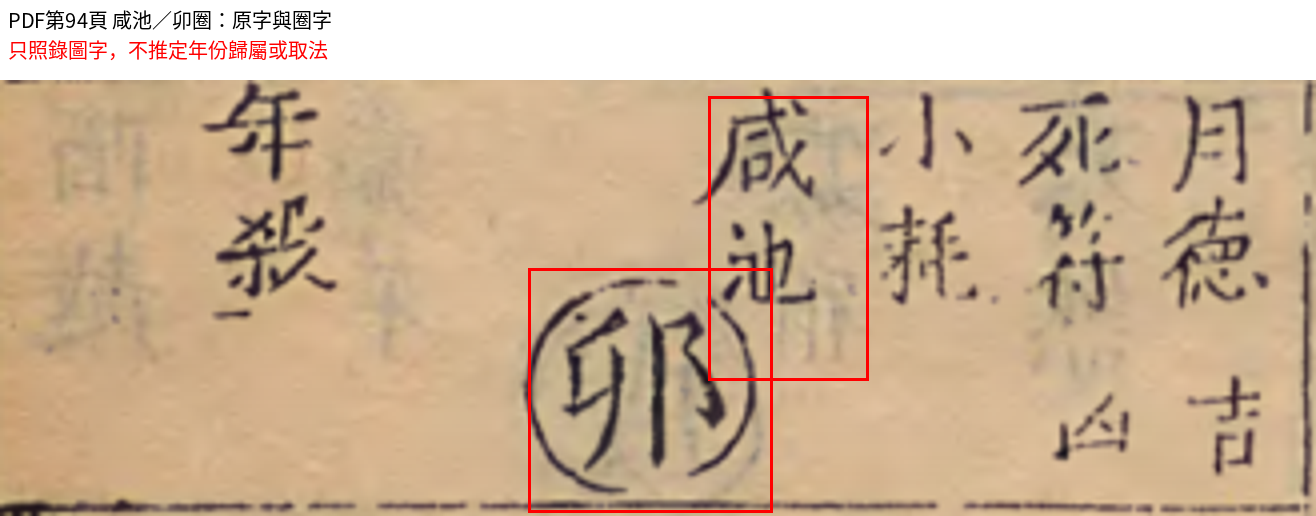 PDF第94頁 咸池／卯圈：原字與圈字
只照錄圖字，不推定年份歸屬或取法
月德 吉
死符 凶
小耗
咸池
卯
年殺
一